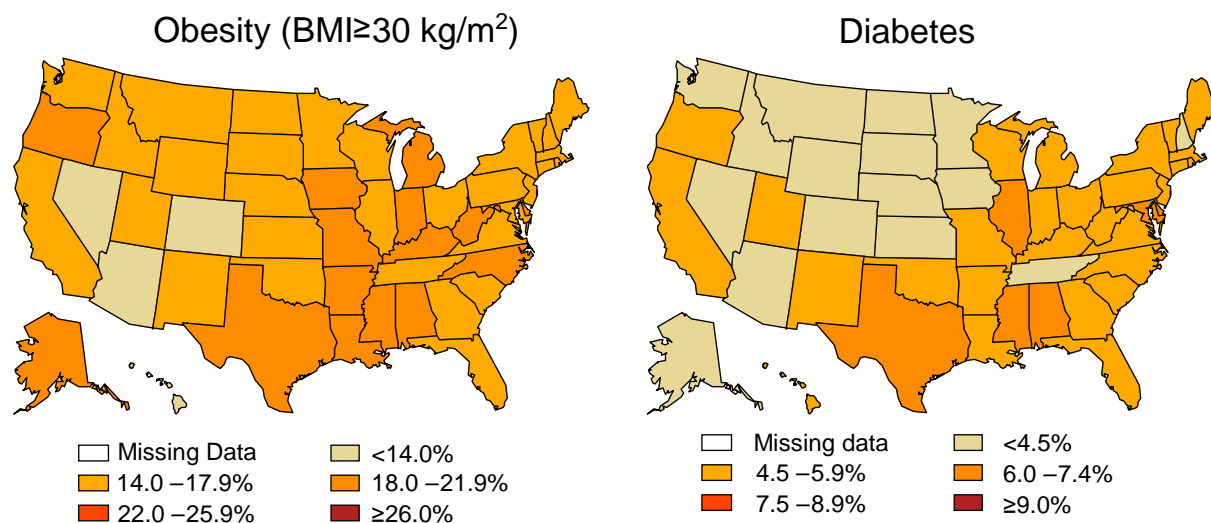 Obesity (BMI≥30 kg/m²)
Diabetes
Missing Data
<14.0%
14.0 –17.9%
18.0 –21.9%
22.0 –25.9%
≥26.0%
Missing data
<4.5%
4.5 –5.9%
6.0 –7.4%
7.5 –8.9%
≥9.0%